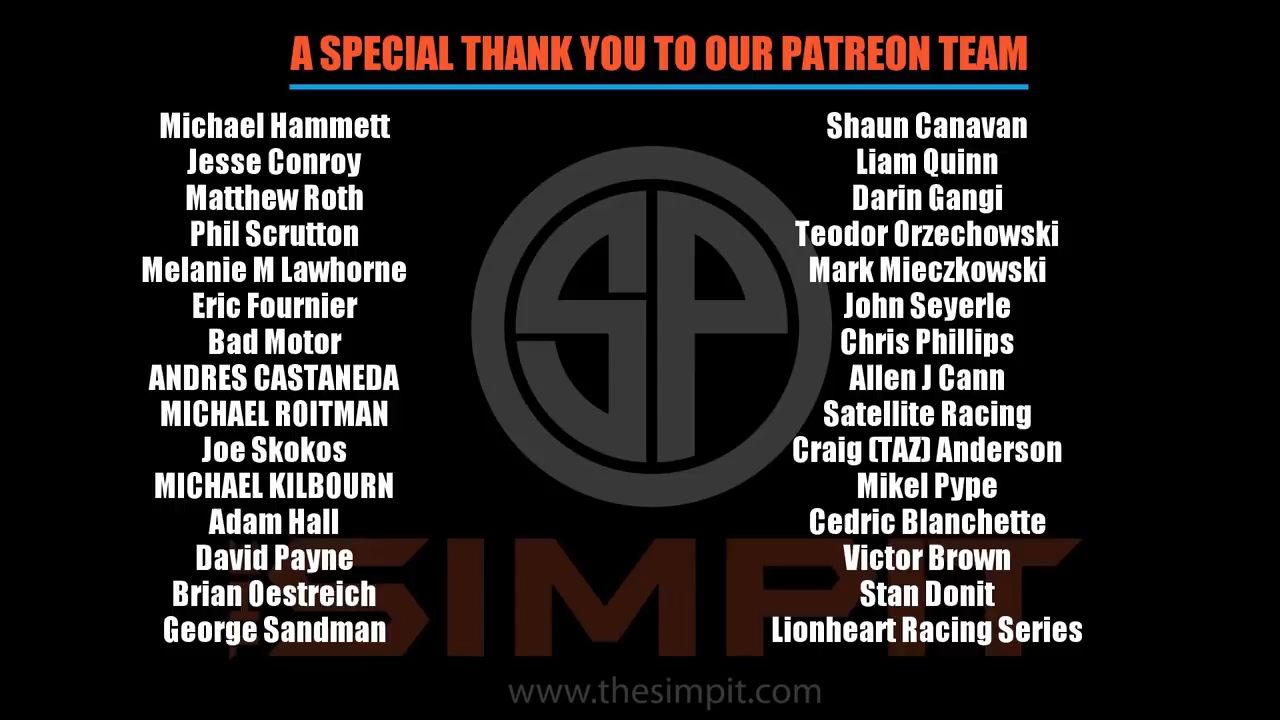 A SPECIAL THANK YOU TO OUR PATREON TEAM
Michael Hammett
Jesse Conroy
Matthew Roth
Phil Scrutton
Melanie M Lawhorne
Eric Fournier
Bad Motor
ANDRES CASTANEDA
MICHAEL ROITMAN
Joe Skokos
MICHAEL KILBOURN
Adam Hall
David Payne
Brian Oestreich
George Sandman
Shaun Canavan
Liam Quinn
Darin Gangi
Teodor Orzechowski
Mark Mieczkowski
John Seyerle
Chris Phillips
Allen J Cann
Satellite Racing
Craig (TAZ) Anderson
Mikel Pype
Cedric Blanchette
Victor Brown
Stan Donit
Lionheart Racing Series
SP
SIMPIT
www.thesimpit.com